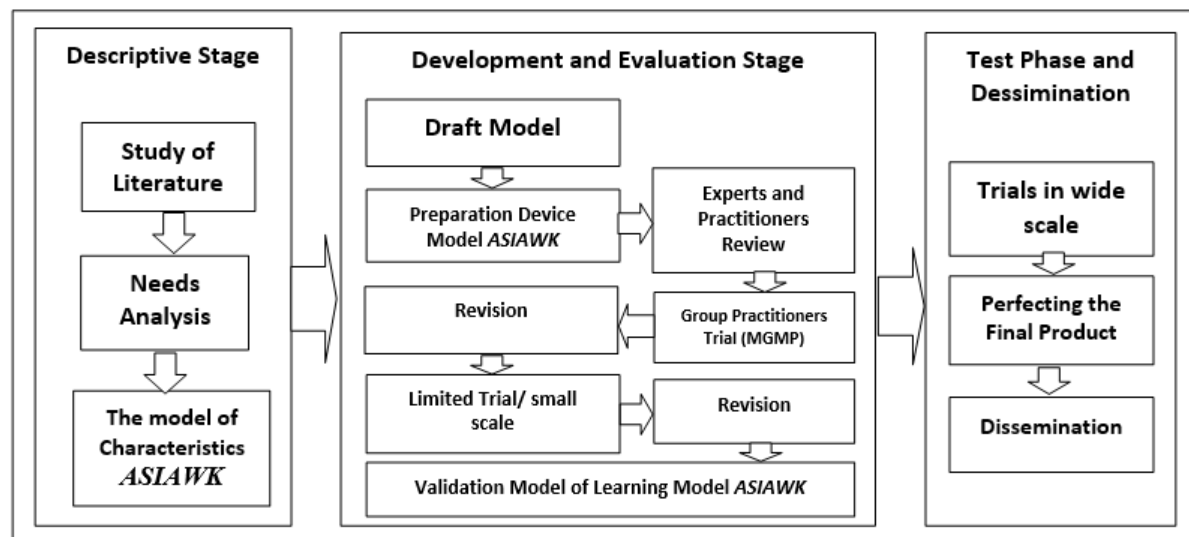 Descriptive Stage
Study of
Literature
Needs
Analysis
The model of
Characteristics
ASIAWK
Development and Evaluation Stage
Draft Model
Preparation Device
Model ASIAWK
Experts and
Practitioners
Review
Group Practitioners
Trial (MGMP)
Revision
Limited Trial/ small
scale
Revision
Validation Model of Learning Model ASIAWK
Test Phase and
Dessimination
Trials in wide
scale
Perfecting the
Final Product
Dissemination